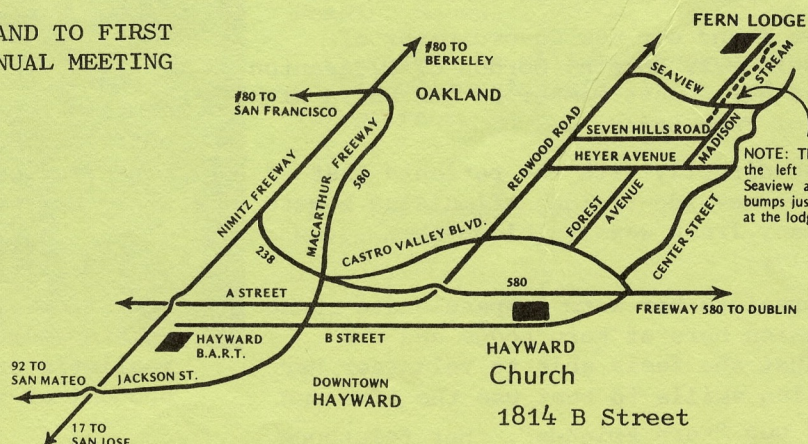 AND TO FIRST
NUAL MEETING
FERN LODGE
#80 TO
BERKELEY
#80 TO
SAN FRANCISCO
OAKLAND
SEAVIEW
STREAM
SEVEN HILLS ROAD
MADISON
HEYER AVENUE
REDWOOD ROAD
NIMITZ FREEWAY
MACARTHUR FREEWAY
580
238
CASTRO VALLEY BLVD.
FOREST
AVENUE
CENTER STREET
NOTE: T
the left
Seaview a
bumps jus
at the lodg
A STREET
580
FREEWAY 580 TO DUBLIN
HAYWARD
B.A.R.T.
B STREET
HAYWARD
Church
1814 B Street
92 TO
SAN MATEO
JACKSON ST.
DOWNTOWN
HAYWARD
17 TO
SAN JOSE